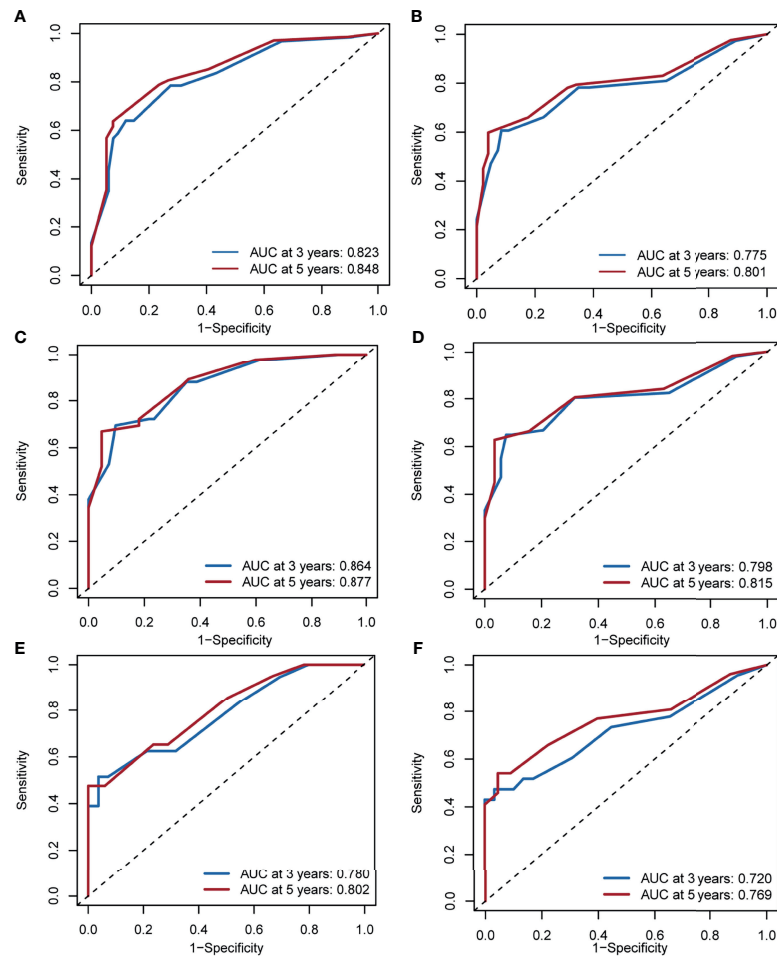 A
Sensitivity
0.0 0.2 0.4 0.6 0.8 1.0
AUC at 3 years: 0.823
AUC at 5 years: 0.848
0.0 0.2 0.4 0.6 0.8 1.0
1−Specificity
B
Sensitivity
0.0 0.2 0.4 0.6 0.8 1.0
AUC at 3 years: 0.775
AUC at 5 years: 0.801
0.0 0.2 0.4 0.6 0.8 1.0
1−Specificity
C
Sensitivity
0.0 0.2 0.4 0.6 0.8 1.0
AUC at 3 years: 0.864
AUC at 5 years: 0.877
0.0 0.2 0.4 0.6 0.8 1.0
1−Specificity
D
Sensitivity
0.0 0.2 0.4 0.6 0.8 1.0
AUC at 3 years: 0.798
AUC at 5 years: 0.815
0.0 0.2 0.4 0.6 0.8 1.0
1−Specificity
E
Sensitivity
0.0 0.2 0.4 0.6 0.8 1.0
AUC at 3 years: 0.780
AUC at 5 years: 0.802
0.0 0.2 0.4 0.6 0.8 1.0
1−Specificity
F
Sensitivity
0.0 0.2 0.4 0.6 0.8 1.0
AUC at 3 years: 0.720
AUC at 5 years: 0.769
0.0 0.2 0.4 0.6 0.8 1.0
1−Specificity